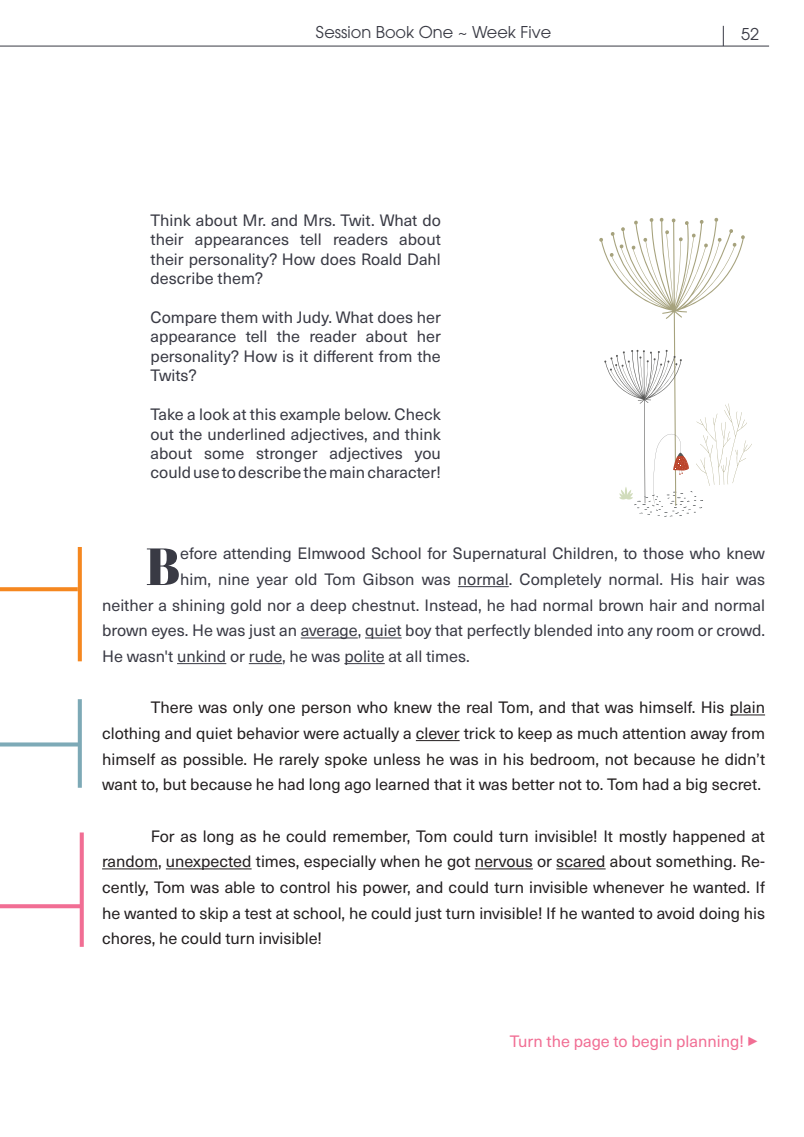 Session Book One ~ Week Five
52
Think about Mr. and Mrs. Twit. What do
their appearances tell readers about
their personality? How does Roald Dahl
describe them?
Compare them with Judy. What does her
appearance tell the reader about her
personality? How is it different from the
Twits?
Take a look at this example below. Check
out the underlined adjectives, and think
about some stronger adjectives you
could use to describe the main character!
Before attending Elmwood School for Supernatural Children, to those who knew
him, nine year old Tom Gibson was normal. Completely normal. His hair was
neither a shining gold nor a deep chestnut. Instead, he had normal brown hair and normal
brown eyes. He was just an average, quiet boy that perfectly blended into any room or crowd.
He wasn't unkind or rude, he was polite at all times.
There was only one person who knew the real Tom, and that was himself. His plain
clothing and quiet behavior were actually a clever trick to keep as much attention away from
himself as possible. He rarely spoke unless he was in his bedroom, not because he didn't
want to, but because he had long ago learned that it was better not to. Tom had a big secret.
For as long as he could remember, Tom could turn invisible! It mostly happened at
random, unexpected times, especially when he got nervous or scared about something. Re-
cently, Tom was able to control his power, and could turn invisible whenever he wanted. If
he wanted to skip a test at school, he could just turn invisible! If he wanted to avoid doing his
chores, he could turn invisible!
Turn the page to begin planning! ▶